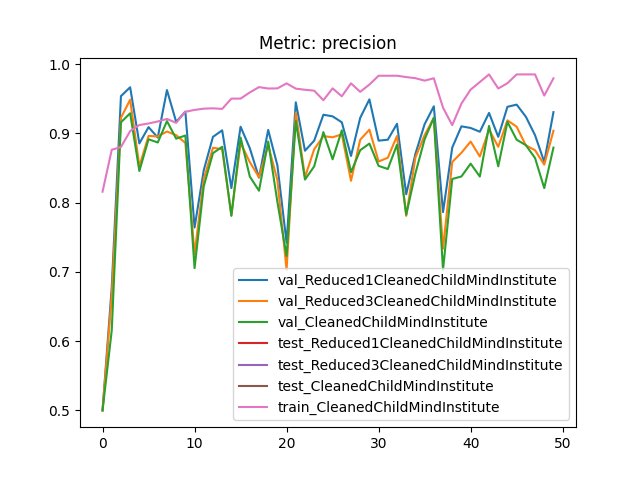 Metric: precision
1.0
0.9
0.8
0.7
0.6
0.5
val_Reduced1CleanedChildMindInstitute
val_Reduced3CleanedChildMindInstitute
val_CleanedChildMindInstitute
test_Reduced1CleanedChildMindInstitute
test_Reduced3CleanedChildMindInstitute
test_CleanedChildMindInstitute
train_CleanedChildMindInstitute
0 10 20 30 40 50